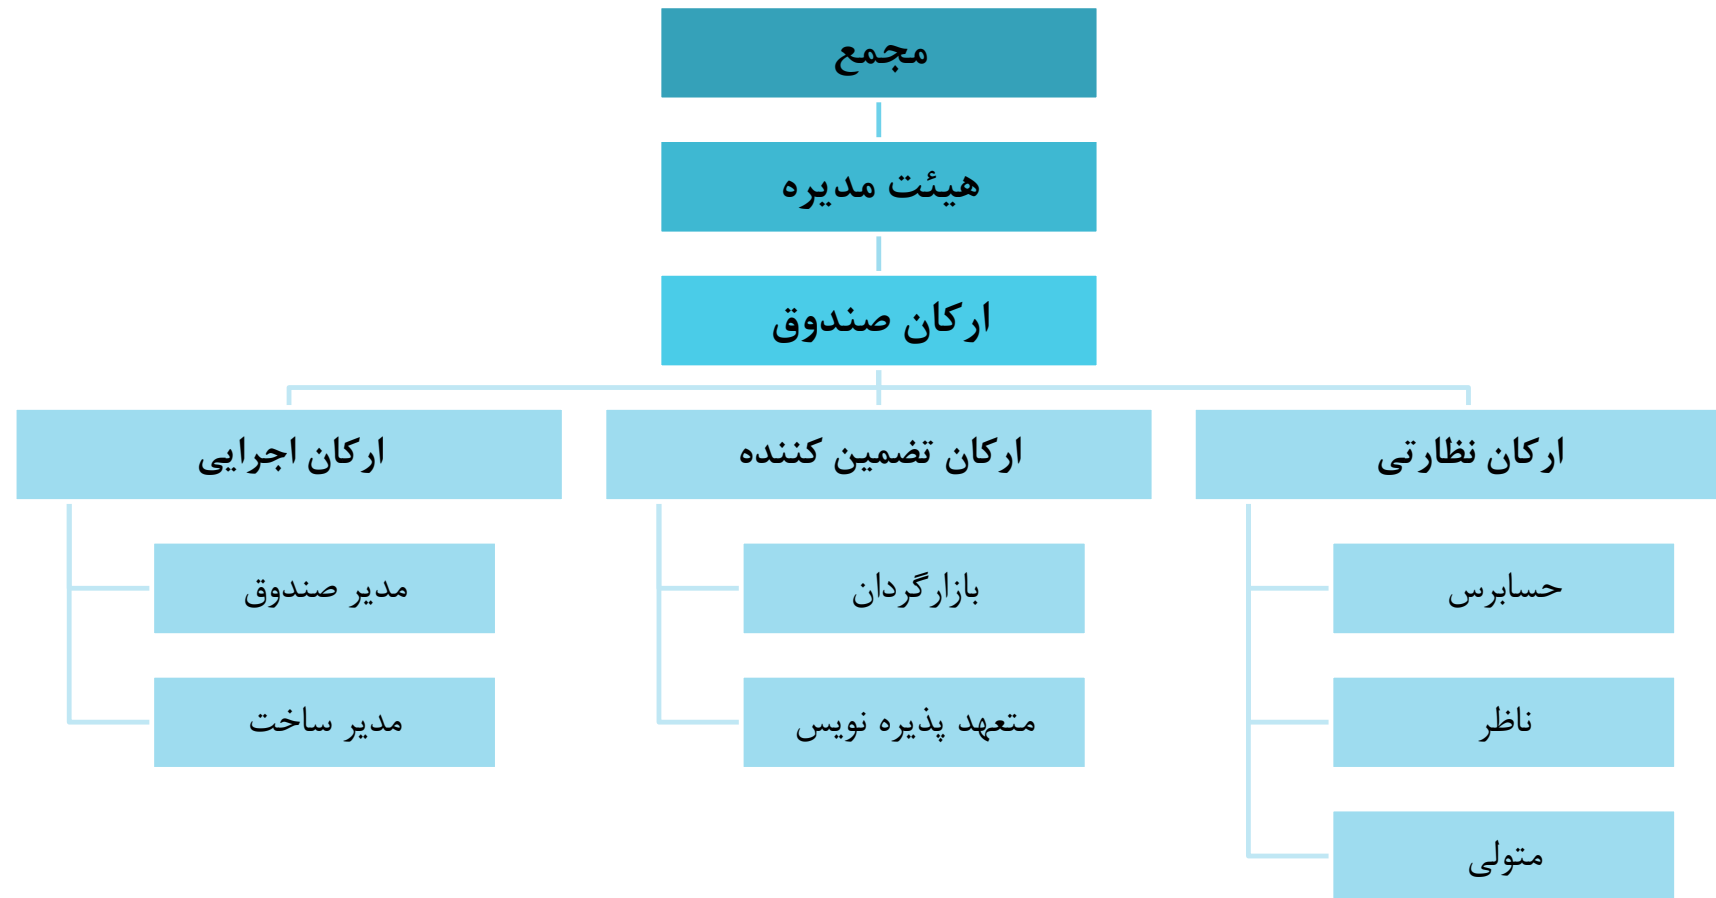 مجمع
هیئت مدیره
ارکان صندوق
ارکان نظارتی
حسابرس
ناظر
متولی
ارکان تضمین کننده
بازارگردان
متعهد پذیره نویس
ارکان اجرایی
مدیر صندوق
مدیر ساخت